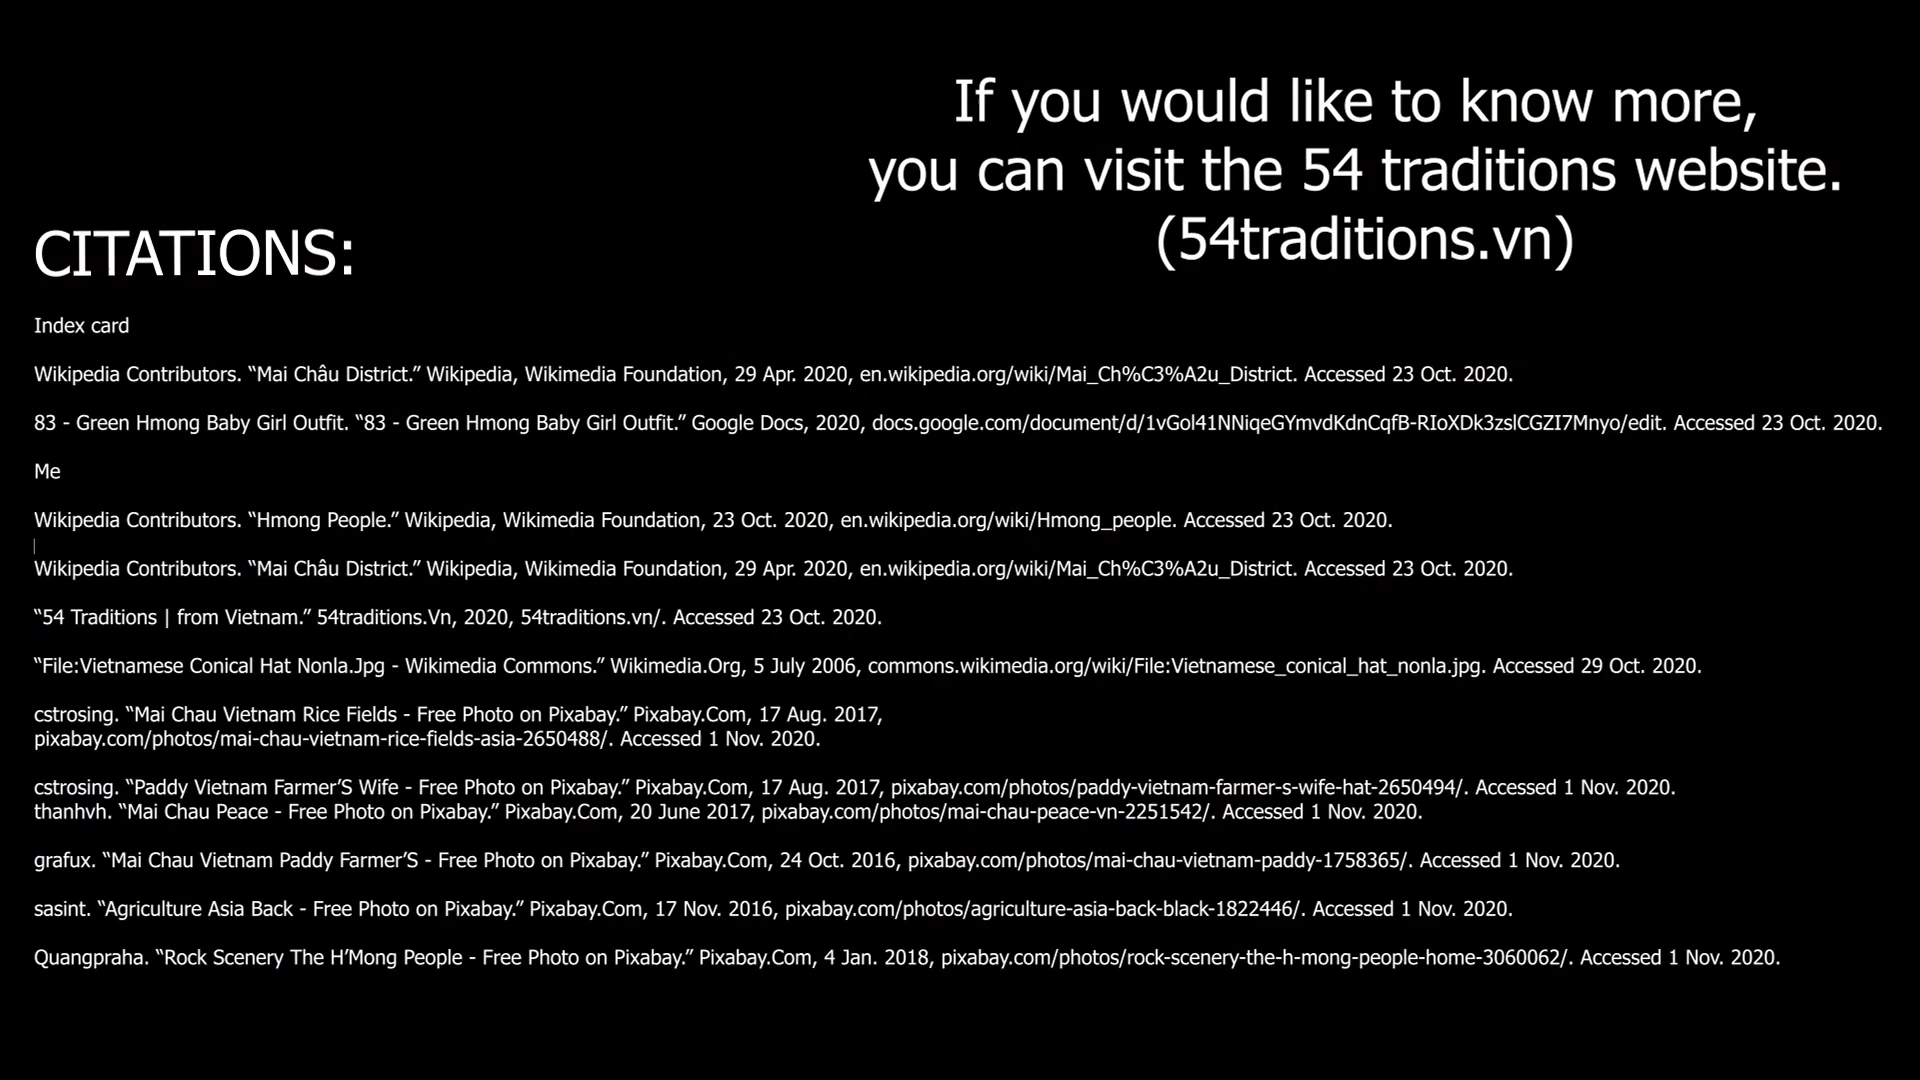 If you would like to know more,
you can visit the 54 traditions website.
(54traditions.vn)
CITATIONS:
Index card
Wikipedia Contributors. “Mai Châu District.” Wikipedia, Wikimedia Foundation, 29 Apr. 2020, en.wikipedia.org/wiki/Mai_Ch%C3%A2u_District. Accessed 23 Oct. 2020.
83 - Green Hmong Baby Girl Outfit. “83 - Green Hmong Baby Girl Outfit.” Google Docs, 2020, docs.google.com/document/d/1vGol41NNiqeGYmvdKdnCqfB-RIoXDk3zslCGZI7Mnyo/edit. Accessed 23 Oct. 2020.
Me
Wikipedia Contributors. “Hmong People.” Wikipedia, Wikimedia Foundation, 23 Oct. 2020, en.wikipedia.org/wiki/Hmong_people. Accessed 23 Oct. 2020.
Wikipedia Contributors. “Mai Châu District.” Wikipedia, Wikimedia Foundation, 29 Apr. 2020, en.wikipedia.org/wiki/Mai_Ch%C3%A2u_District. Accessed 23 Oct. 2020.
“54 Traditions | from Vietnam.” 54traditions.Vn, 2020, 54traditions.vn/. Accessed 23 Oct. 2020.
“File:Vietnamese Conical Hat Nonla.Jpg - Wikimedia Commons.” Wikimedia.Org, 5 July 2006, commons.wikimedia.org/wiki/File:Vietnamese_conical_hat_nonla.jpg. Accessed 29 Oct. 2020.
cstrosing. “Mai Chau Vietnam Rice Fields - Free Photo on Pixabay.” Pixabay.Com, 17 Aug. 2017,
pixabay.com/photos/mai-chau-vietnam-rice-fields-asia-2650488/. Accessed 1 Nov. 2020.
cstrosing. “Paddy Vietnam Farmer’S Wife - Free Photo on Pixabay.” Pixabay.Com, 17 Aug. 2017, pixabay.com/photos/paddy-vietnam-farmer-s-wife-hat-2650494/. Accessed 1 Nov. 2020.
thanhvh. “Mai Chau Peace - Free Photo on Pixabay.” Pixabay.Com, 20 June 2017, pixabay.com/photos/mai-chau-peace-vn-2251542/. Accessed 1 Nov. 2020.
grafux. “Mai Chau Vietnam Paddy Farmer’S - Free Photo on Pixabay.” Pixabay.Com, 24 Oct. 2016, pixabay.com/photos/mai-chau-vietnam-paddy-1758365/. Accessed 1 Nov. 2020.
sasint. “Agriculture Asia Back - Free Photo on Pixabay.” Pixabay.Com, 17 Nov. 2016, pixabay.com/photos/agriculture-asia-back-black-1822446/. Accessed 1 Nov. 2020.
Quangpraha. “Rock Scenery The H’Mong People - Free Photo on Pixabay.” Pixabay.Com, 4 Jan. 2018, pixabay.com/photos/rock-scenery-the-h-mong-people-home-3060062/. Accessed 1 Nov. 2020.